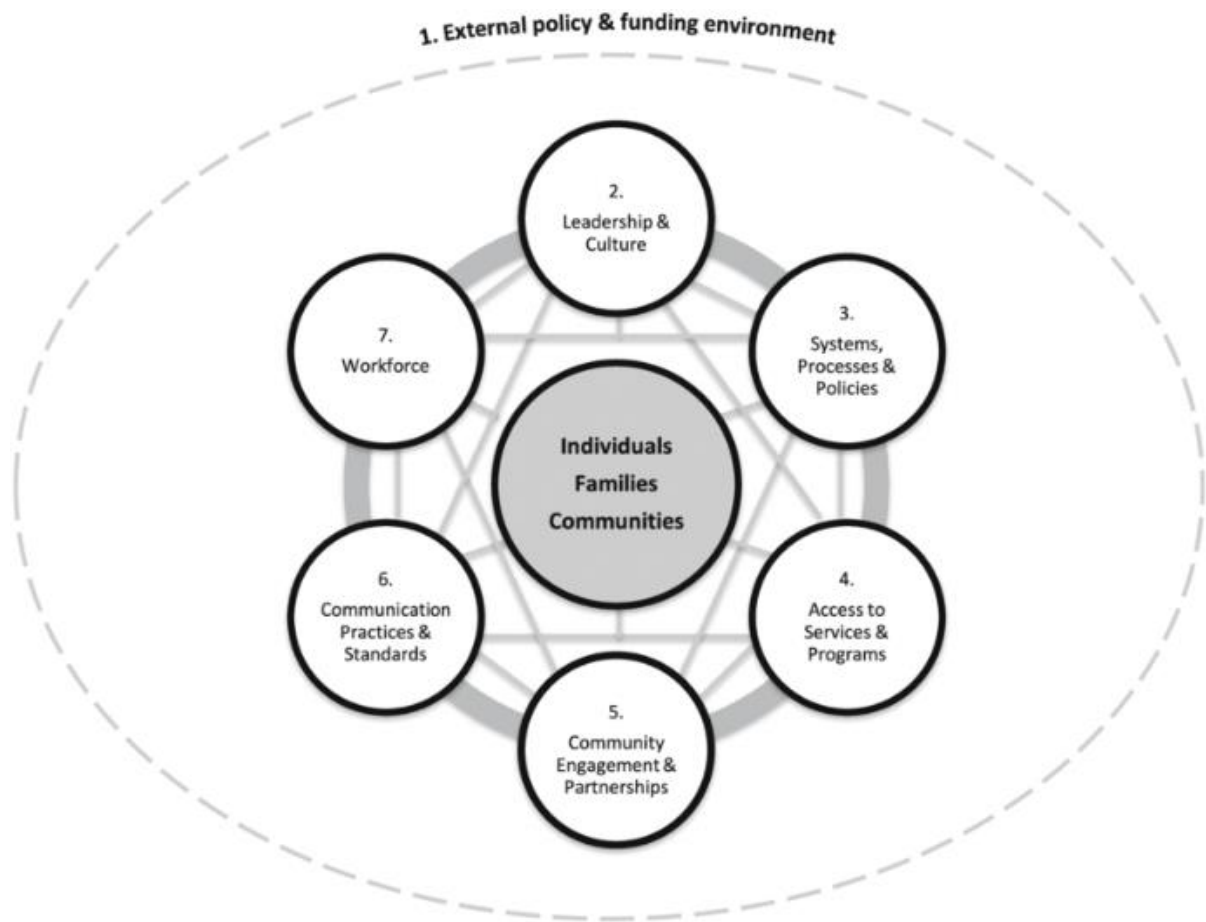 1. External policy & funding environment
2.
Leadership &
Culture
3.
Systems,
Processes &
Policies
4.
Access to
Services &
Programs
5.
Community
Engagement &
Partnerships
6.
Communication
Practices &
Standards
7.
Workforce
Individuals
Families
Communities